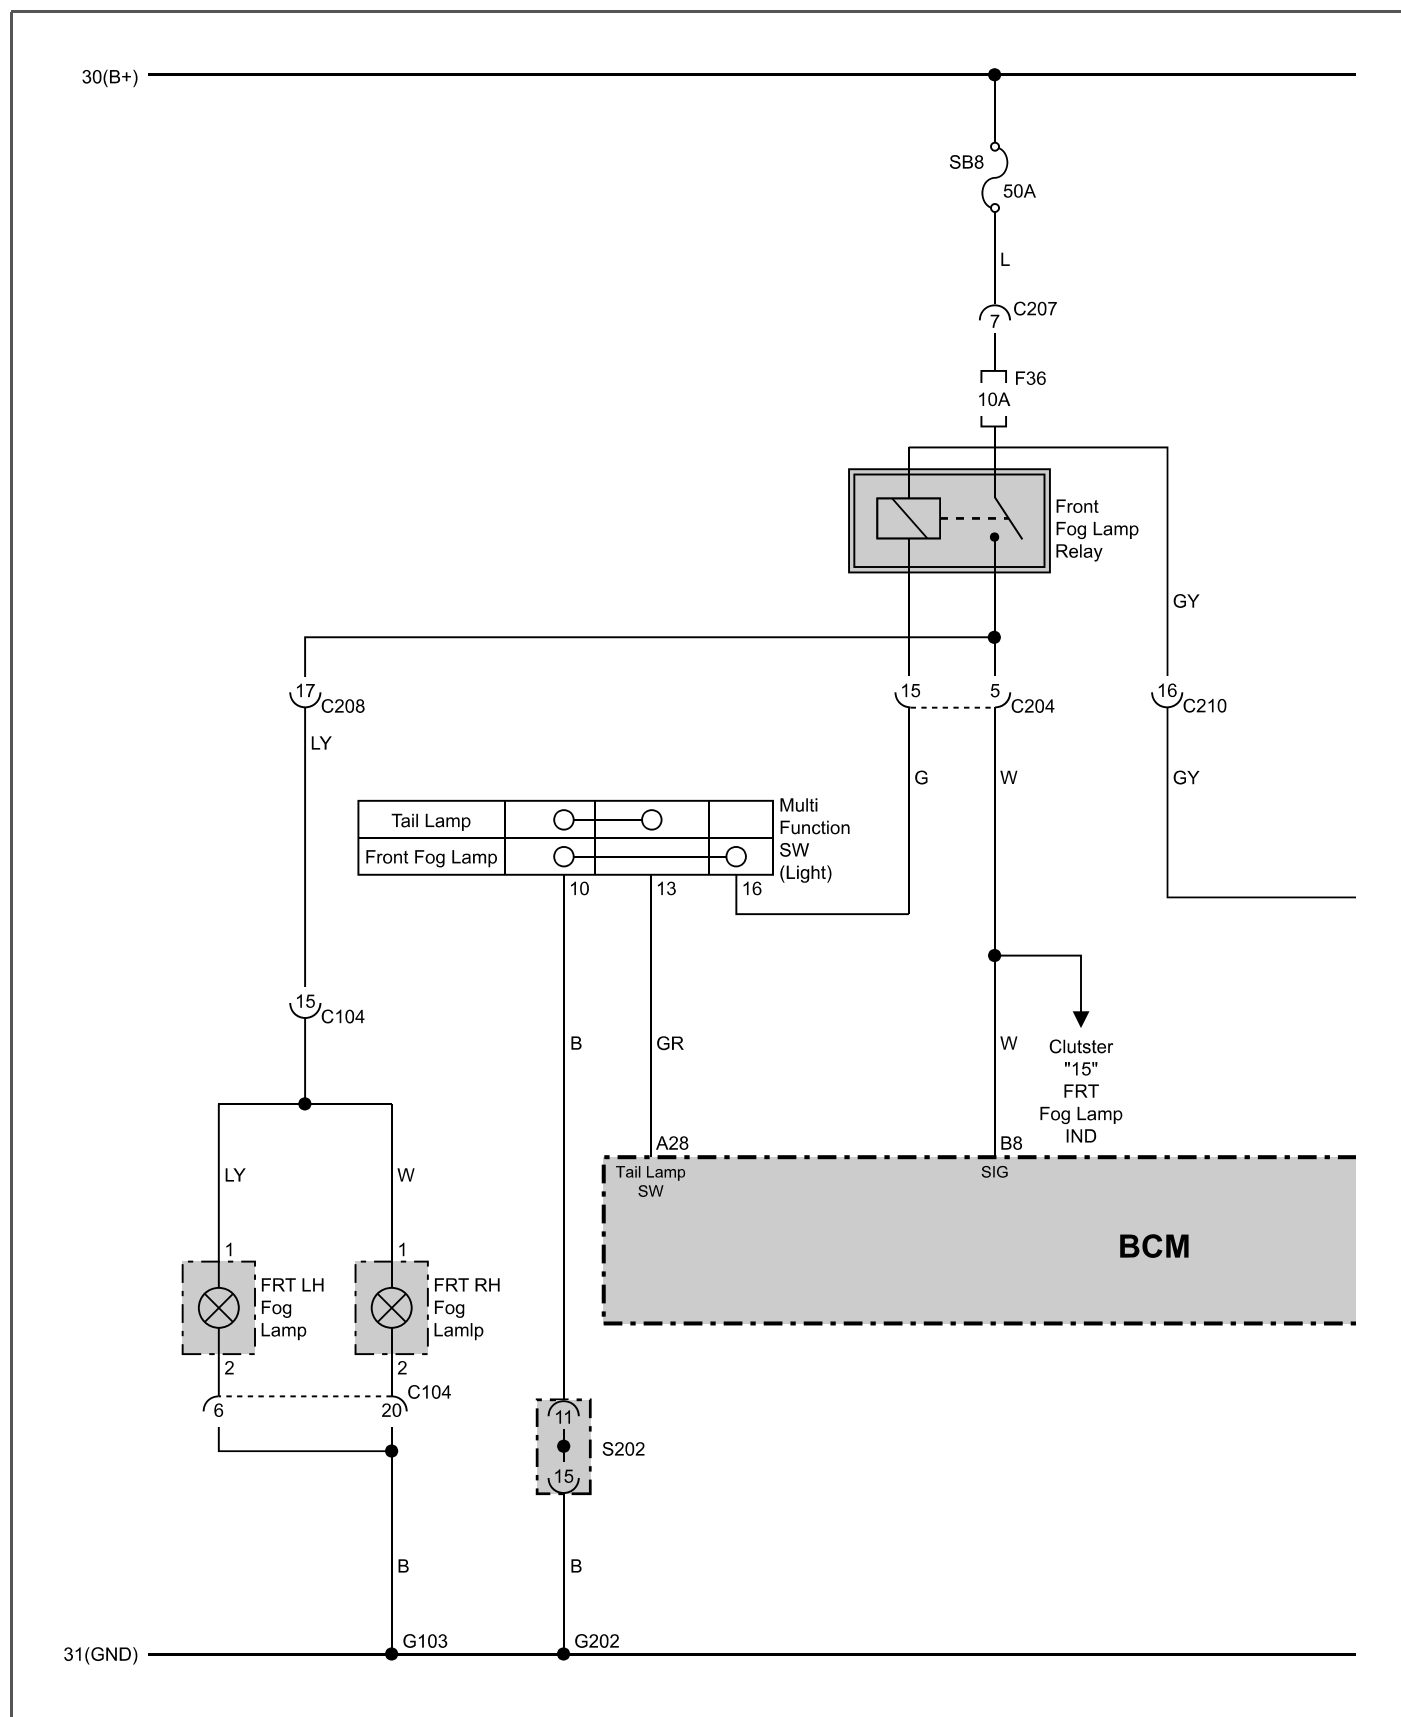 30(B+)
SB8
50A
L
C207
7
F36
10A
Front
Fog Lamp
Relay
GY
17
C208
15
5
C204
16
C210
LY
G
W
GY
Multi
Function
SW
(Light)
Tail Lamp
Front Fog Lamp
10
13
16
15
C104
B
GR
W
Clutster
"15"
FRT
Fog Lamp
IND
A28
B8
Tail Lamp
SW
SIG
BCM
LY
W
1
1
FRT LH
Fog
Lamp
FRT RH
Fog
Lamlp
2
2
C104
6
20
11
S202
15
B
B
G103
G202
31(GND)